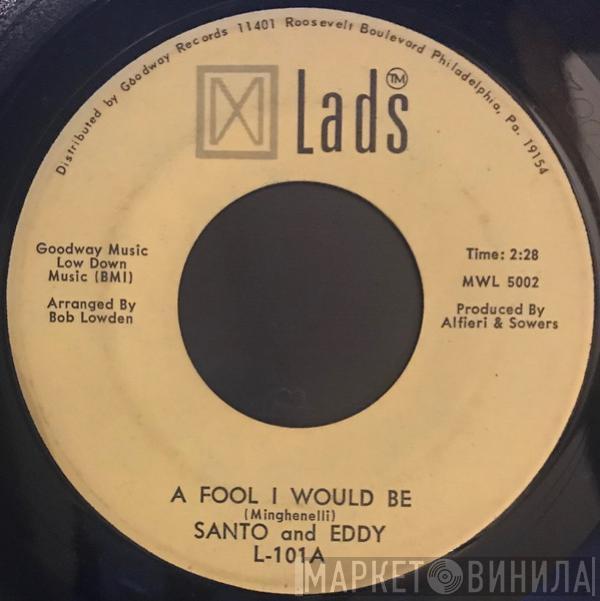 Distributed by Goodway Records 11401 Roosevelt Boulevard Philadelphia, Pa. 19154
Lads
TM
Goodway Music
Low Down
Music (BMI)
Arranged By
Bob Lowden
Time: 2:28
MWL 5002
Produced By
Alfieri & Sowers
A FOOL I WOULD BE
(Minghenelli)
SANTO and EDDY
L-101A
МАРКЕТ ВИНИЛА